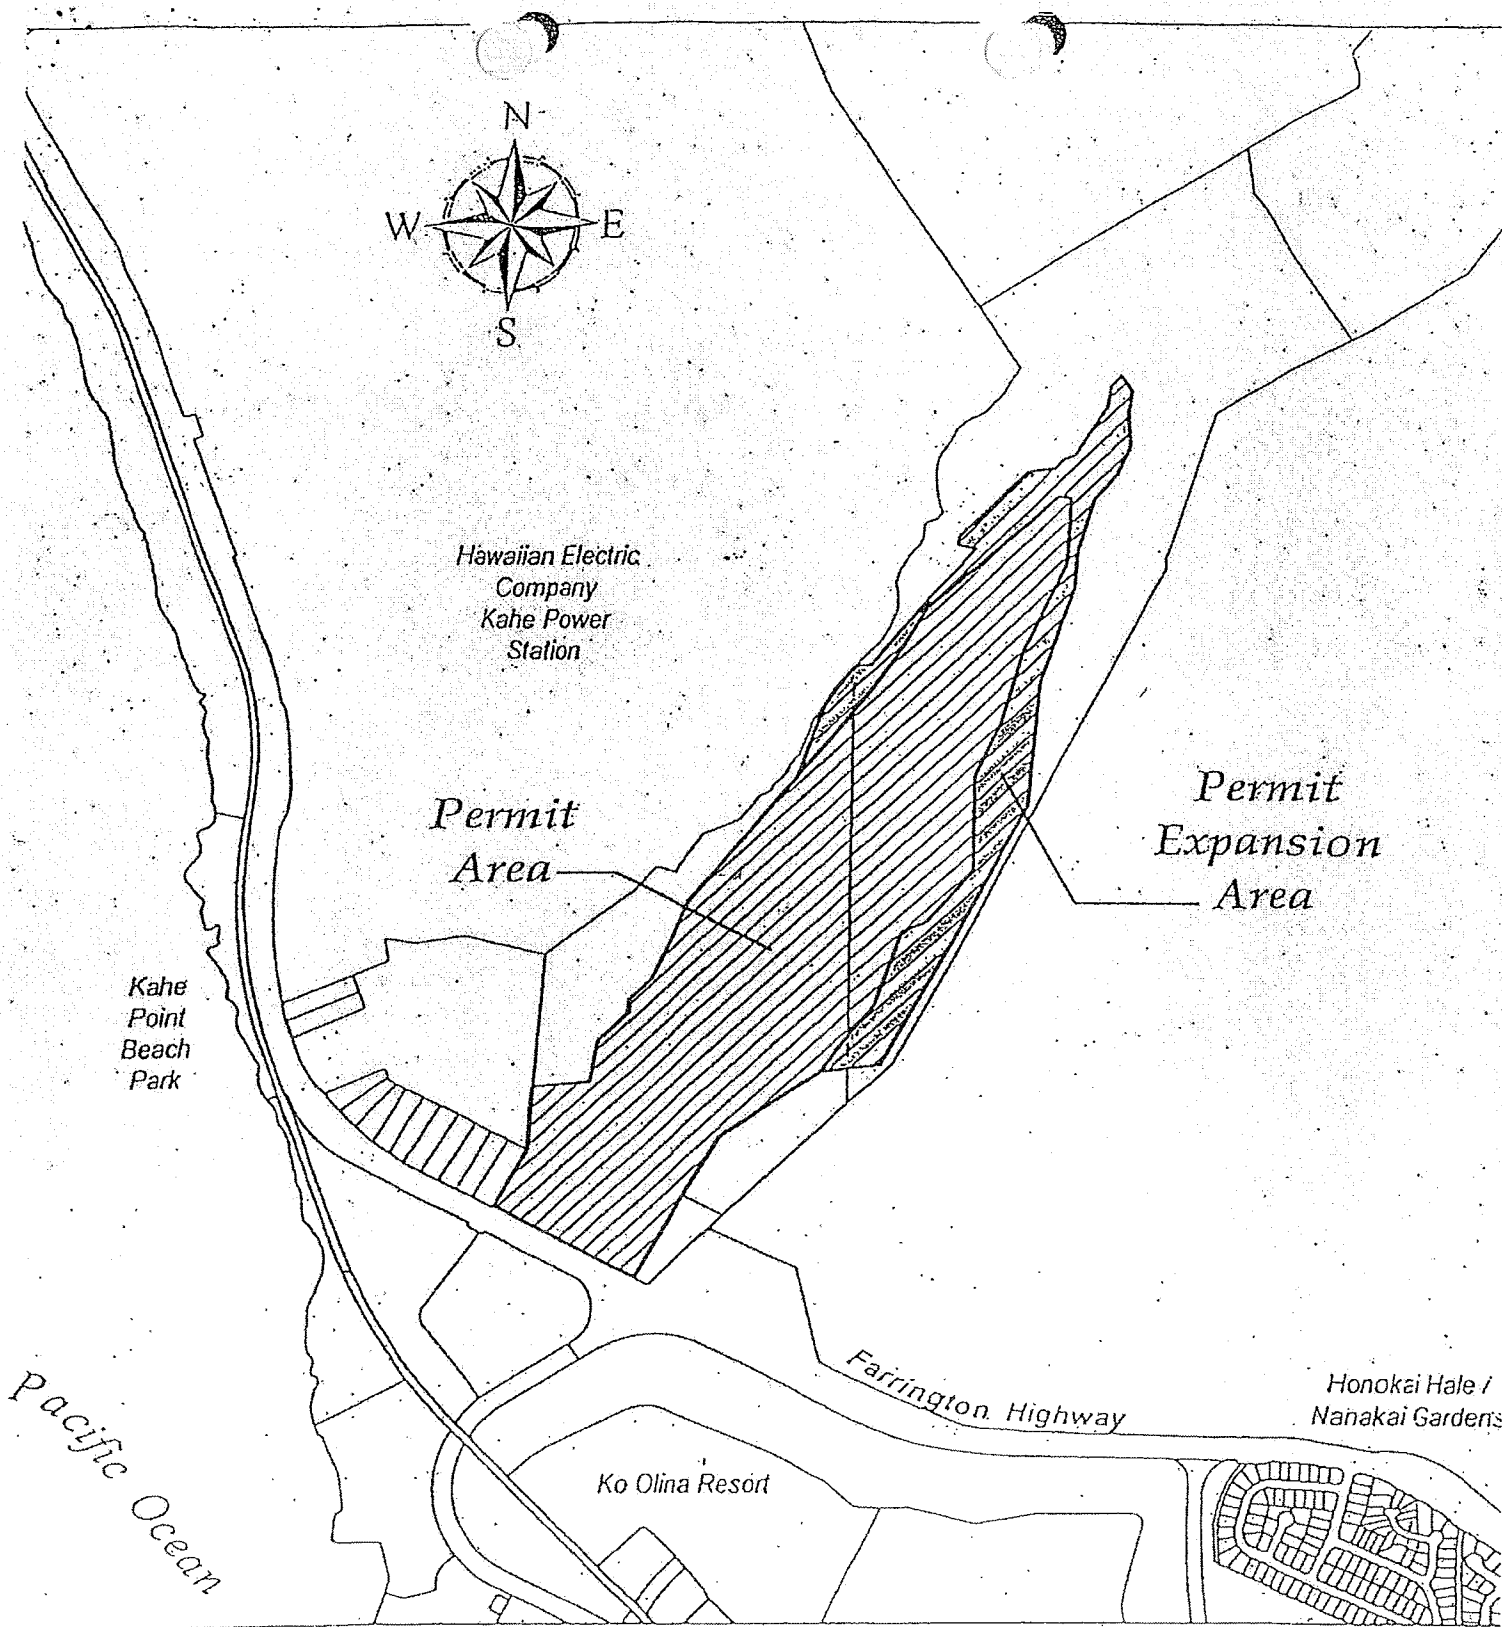 N
W
E
S
Hawaiian Electric
Company
Kahe Power
Station
Permit
Area
Permit
Expansion
Area
Kahe
Point
Beach
Park
Pacific Ocean
Farrington Highway
Honokai Hale /
Nanakai Gardens
Ko Olina Resort